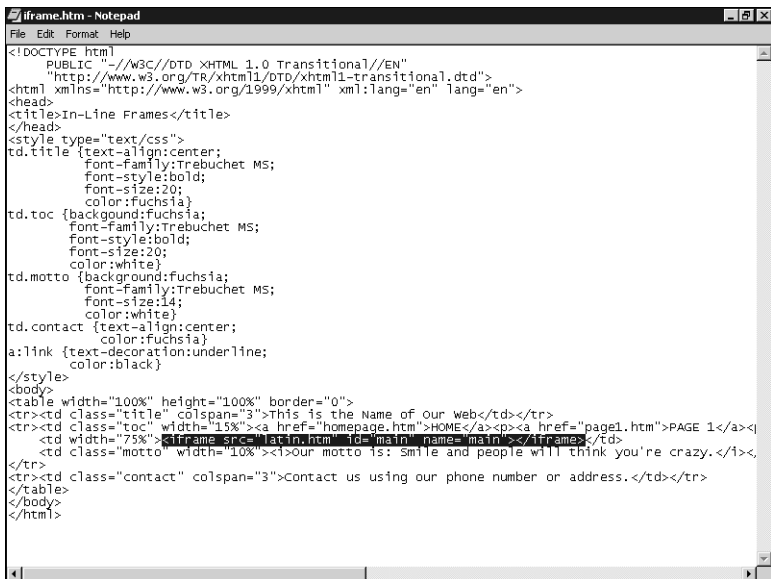 iframe.htm - Notepad
File Edit Format Help
<!DOCTYPE html
PUBLIC "-//W3C//DTD XHTML 1.0 Transitional//EN"
"http://www.w3.org/TR/xhtml1/DTD/xhtml1-transitional.dtd">
<html xmlns="http://www.w3.org/1999/xhtml" xml:lang="en" lang="en">
<head>
<title>In-Line Frames</title>
</head>
<style type="text/css">
td.title {text-align:center;
font-family:Trebuchet MS;
font-style:bold;
font-size:20;
color:fuchsia}
td.toc {backgound:fuchsia;
font-family:Trebuchet MS;
font-style:bold;
font-size:20;
color:white}
td.motto {background:fuchsia;
font-family:Trebuchet MS;
font-size:14;
color:white}
td.contact {text-align:center;
color:fuchsia}
a:link {text-decoration:underline;
color:black}
</style>
<body>
<table width="100%" height="100%" border="0">
<tr><td class="title" colspan="3">This is the Name of Our Web</td></tr>
<tr><td class="toc" width="15%"><a href="homepage.htm">HOME</a><p><a href="page1.htm">PAGE 1</a><p
<td width="75%"><iframe src="latin.htm" id="main" name="main"></iframe></td>
<td class="motto" width="10%"><i>Our motto is: Smile and people will think you're crazy.</i></
</tr>
<tr><td class="contact" colspan="3">Contact us using our phone number or address.</td></tr>
</table>
</body>
</html>